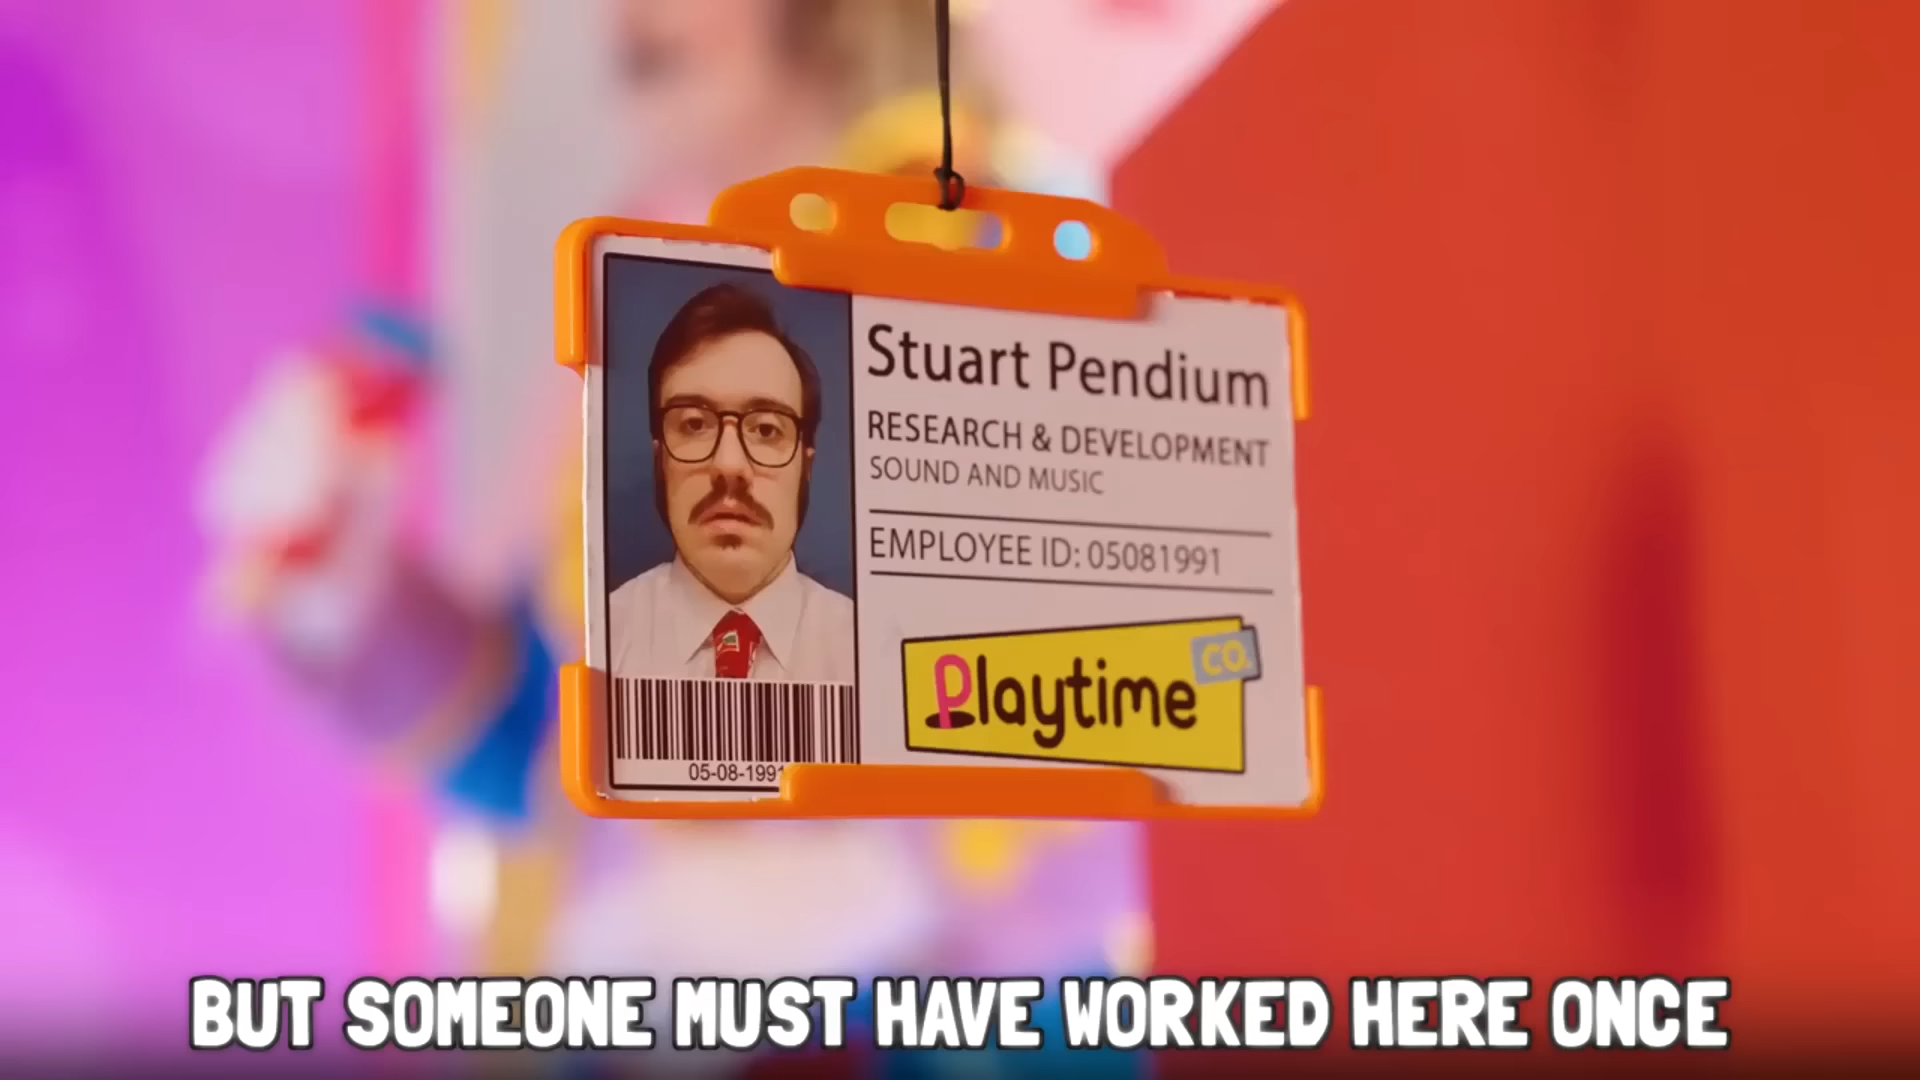 Stuart Pendium
RESEARCH & DEVELOPMENT
SOUND AND MUSIC
EMPLOYEE ID: 05081991
Playtime CO.
05-08-1991
BUT SOMEONE MUST HAVE WORKED HERE ONCE